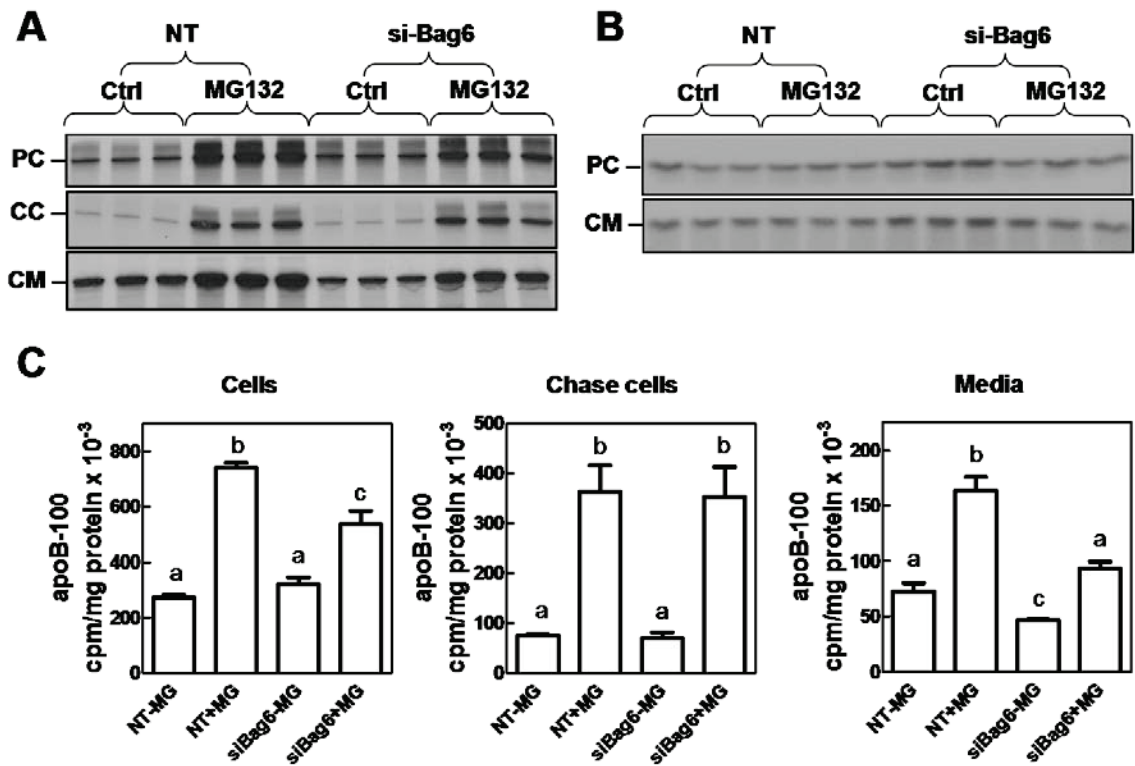 A
NT
si-Bag6
Ctrl
MG132
Ctrl
MG132
PC
CC
CM
B
NT
si-Bag6
Ctrl
MG132
Ctrl
MG132
PC
CM
C
Cells
apoB-100
cpm/mg protein x 10-3
800
600
400
200
0
a
b
a
c
NT-MG
NT+MG
siBag6-MG
siBag6+MG
Chase cells
apoB-100
cpm/mg protein x 10-3
500
400
300
200
100
0
a
b
a
b
NT-MG
NT+MG
siBag6-MG
siBag6+MG
Media
apoB-100
cpm/mg protein x 10-3
200
150
100
50
0
a
b
c
a
NT-MG
NT+MG
siBag6-MG
siBag6+MG